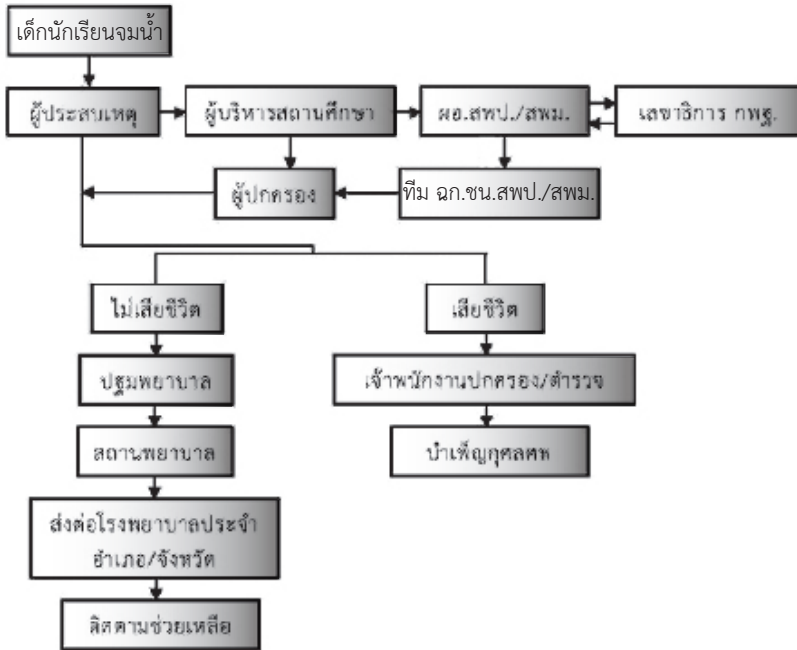 เด็กนักเรียนจมน้ำ
ผู้ประสบเหตุ
ผู้บริหารสถานศึกษา
ผอ.สพป./สพม.
เลขาธิการ กพฐ.
ผู้ปกครอง
ทีม ฉก.ชน.สพป./สพม.
ไม่เสียชีวิต
เสียชีวิต
ปฐมพยาบาล
เจ้าพนักงานปกครอง/ตำรวจ
สถานพยาบาล
บำเพ็ญกุศลศพ
ส่งต่อโรงพยาบาลประจำ
อำเภอ/จังหวัด
ติดตามช่วยเหลือ